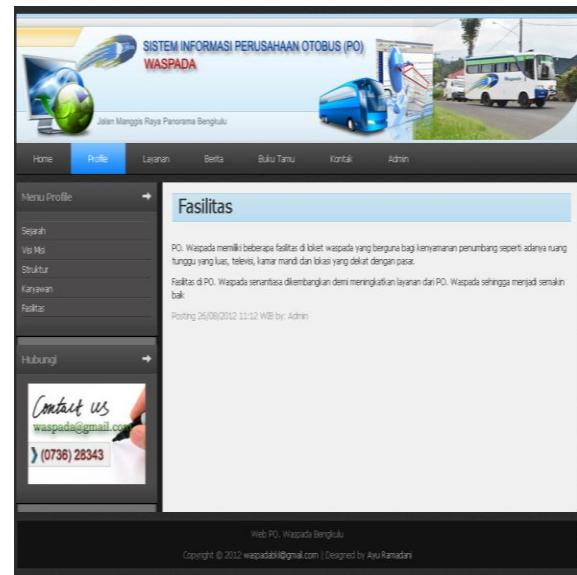 SISTEM INFORMASI PERUSAHAAN OTOBUS (PO)
WASPADA
Jalan Manggis Raya Panorama Bengkulu
Home Profile Layanan Berita Buku Tamu Kontak Admin
Menu Profile
Sejarah
Visi Misi
Struktur
Karyawan
Fasilitas
Hubungi
Contact us
waspada@gmail.com
(0736) 28343
Fasilitas
PO. Waspada memiliki beberapa fasilitas di loket waspada yang berguna bagi kenyamanan penumbang seperti adanya ruang
tunggu yang luas, televisi, kamar mandi dan lokasi yang dekat dengan pasar.
Fasilitas di PO. Waspada senantiasa dikembangkan demi meningkatkan layanan dari PO. Waspada sehingga menjadi semakin
baik
Posting 26/08/2012 11:12 WIB by: Admin
Web PO. Waspada Bengkulu
Copyright © 2012 waspadabkl@gmail.com | Designed by Ayu Ramadani